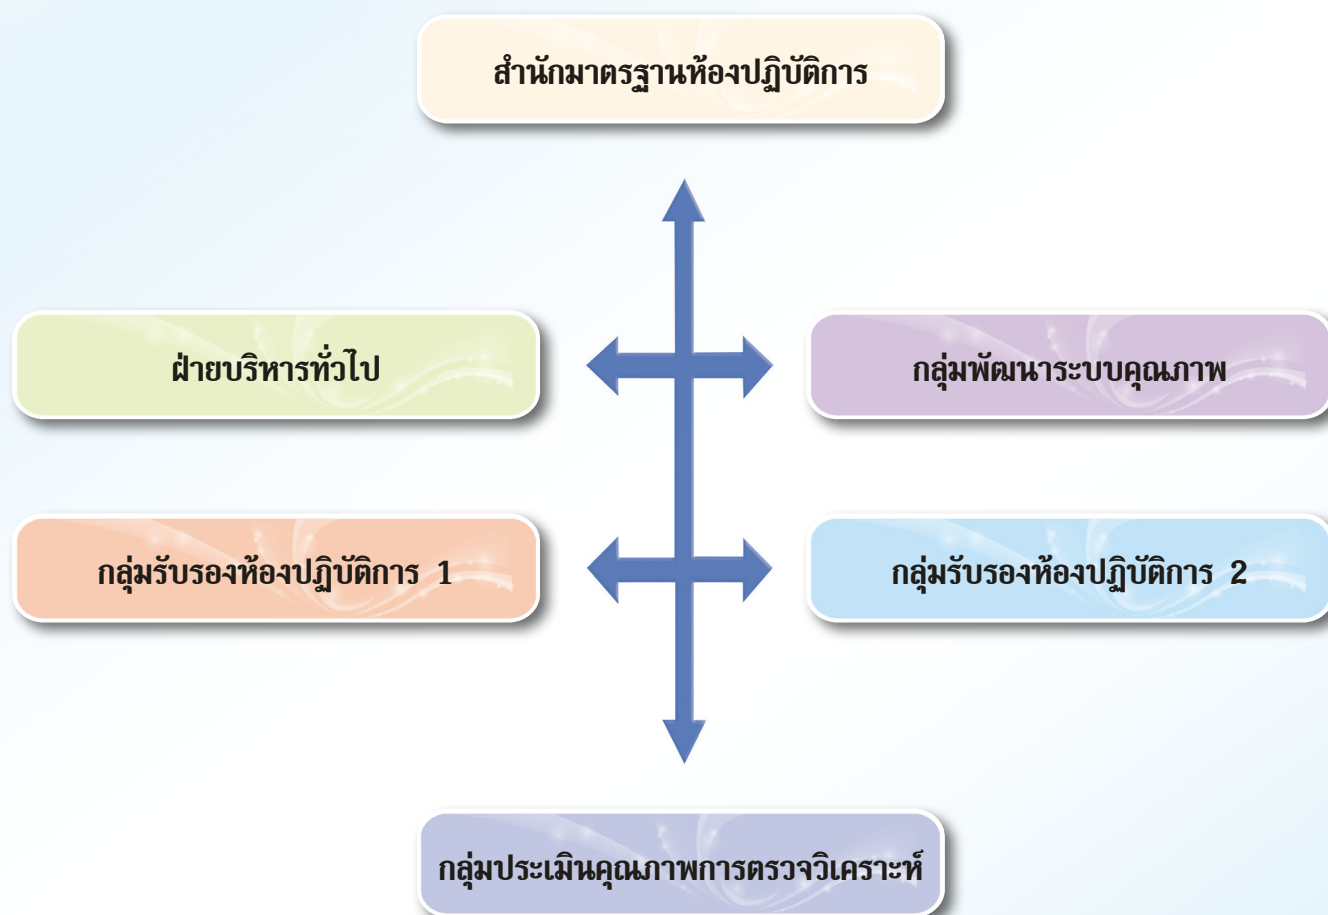 สำนักมาตรฐานห้องปฏิบัติการ
ฝ่ายบริหารทั่วไป
กลุ่มพัฒนาระบบคุณภาพ
กลุ่มรับรองห้องปฏิบัติการ 1
กลุ่มรับรองห้องปฏิบัติการ 2
กลุ่มประเมินคุณภาพการตรวจวิเคราะห์